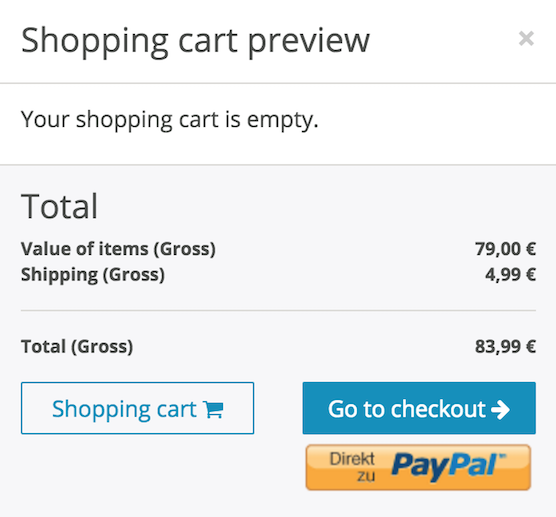 Shopping cart preview ×
Your shopping cart is empty.
Total
Value of items (Gross) 79,00 €
Shipping (Gross) 4,99 €
Total (Gross) 83,99 €
Shopping cart
Go to checkout
Direkt zu PayPal™